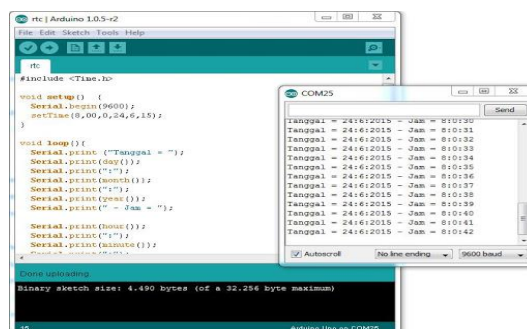 rtc | Arduino 1.0.5-r2
File Edit Sketch Tools Help
rtc
#include <Time.h>
void setup() {
Serial.begin(9600);
setTime(8,00,0,24,6,15);
}
void loop(){
Serial.print ("Tanggal = ");
Serial.print(day());
Serial.print(":");
Serial.print(month());
Serial.print(":");
Serial.print(year());
Serial.print(" - Jam = ");
Serial.print(hour());
Serial.print(":");
Serial.print(minute());
Done uploading.
Binary sketch size: 4.490 bytes (of a 32.256 byte maximum)
15
Arduino Uno on COM25
COM25
Send
Tanggal = 24:6:2015 - Jam = 8:0:30
Tanggal = 24:6:2015 - Jam = 8:0:31
Tanggal = 24:6:2015 - Jam = 8:0:32
Tanggal = 24:6:2015 - Jam = 8:0:33
Tanggal = 24:6:2015 - Jam = 8:0:34
Tanggal = 24:6:2015 - Jam = 8:0:35
Tanggal = 24:6:2015 - Jam = 8:0:36
Tanggal = 24:6:2015 - Jam = 8:0:37
Tanggal = 24:6:2015 - Jam = 8:0:38
Tanggal = 24:6:2015 - Jam = 8:0:39
Tanggal = 24:6:2015 - Jam = 8:0:40
Tanggal = 24:6:2015 - Jam = 8:0:41
Tanggal = 24:6:2015 - Jam = 8:0:42
Autoscroll
No line ending
9600 baud